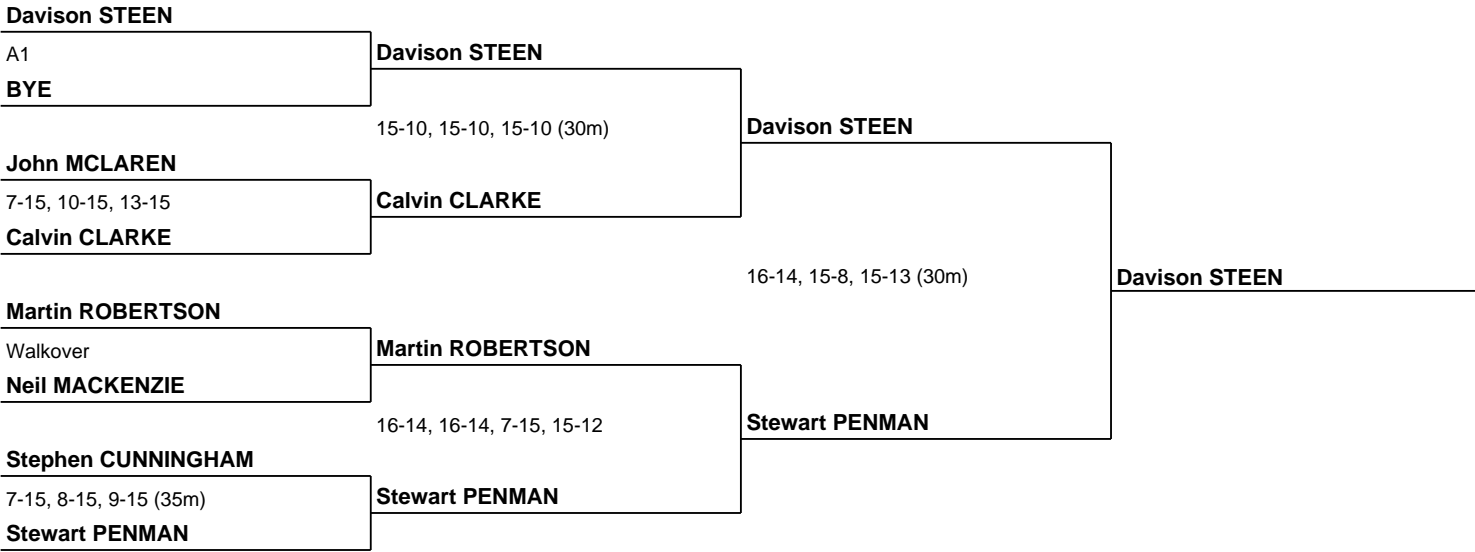 Davison STEEN
A1
BYE
John MCLAREN
7-15, 10-15, 13-15
Calvin CLARKE
Martin ROBERTSON
Walkover
Neil MACKENZIE
Stephen CUNNINGHAM
7-15, 8-15, 9-15 (35m)
Stewart PENMAN
Davison STEEN
15-10, 15-10, 15-10 (30m)
Calvin CLARKE
Martin ROBERTSON
16-14, 16-14, 7-15, 15-12
Stewart PENMAN
Davison STEEN
16-14, 15-8, 15-13 (30m)
Stewart PENMAN
Davison STEEN